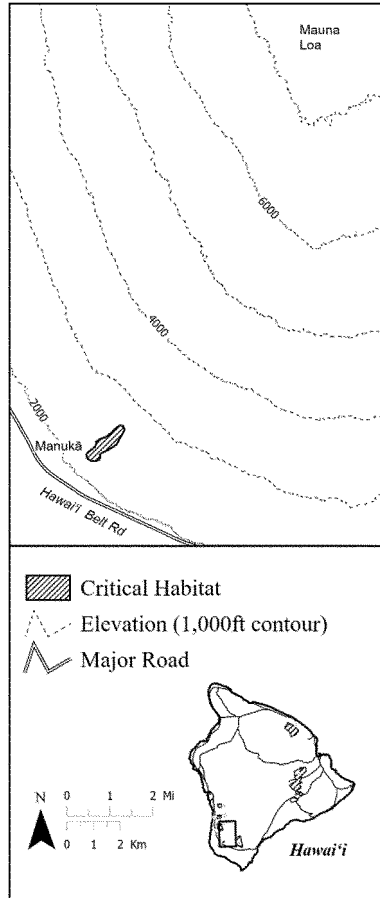 Mauna
Loa
6000
4000
2000
Manukā
Hawai'i Belt Rd
Critical Habitat
Elevation (1,000ft contour)
Major Road
N
0 1 2 Mi
0 1 2 Km
Hawai‘i